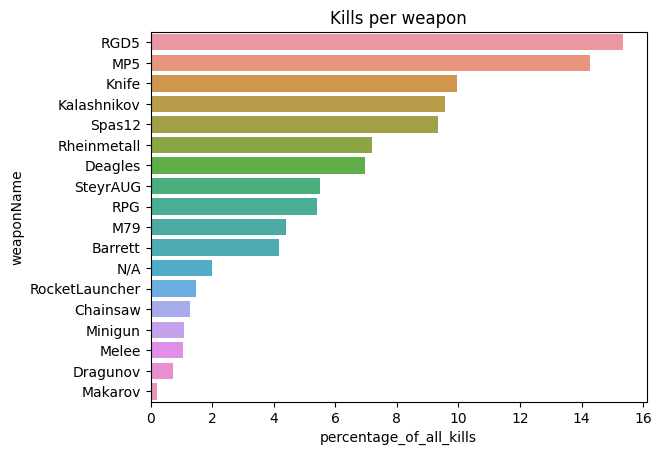 Kills per weapon
weaponName
RGD5
MP5
Knife
Kalashnikov
Spas12
Rheinmetall
Deagles
SteyrAUG
RPG
M79
Barrett
N/A
RocketLauncher
Chainsaw
Minigun
Melee
Dragunov
Makarov
0 2 4 6 8 10 12 14 16
percentage_of_all_kills